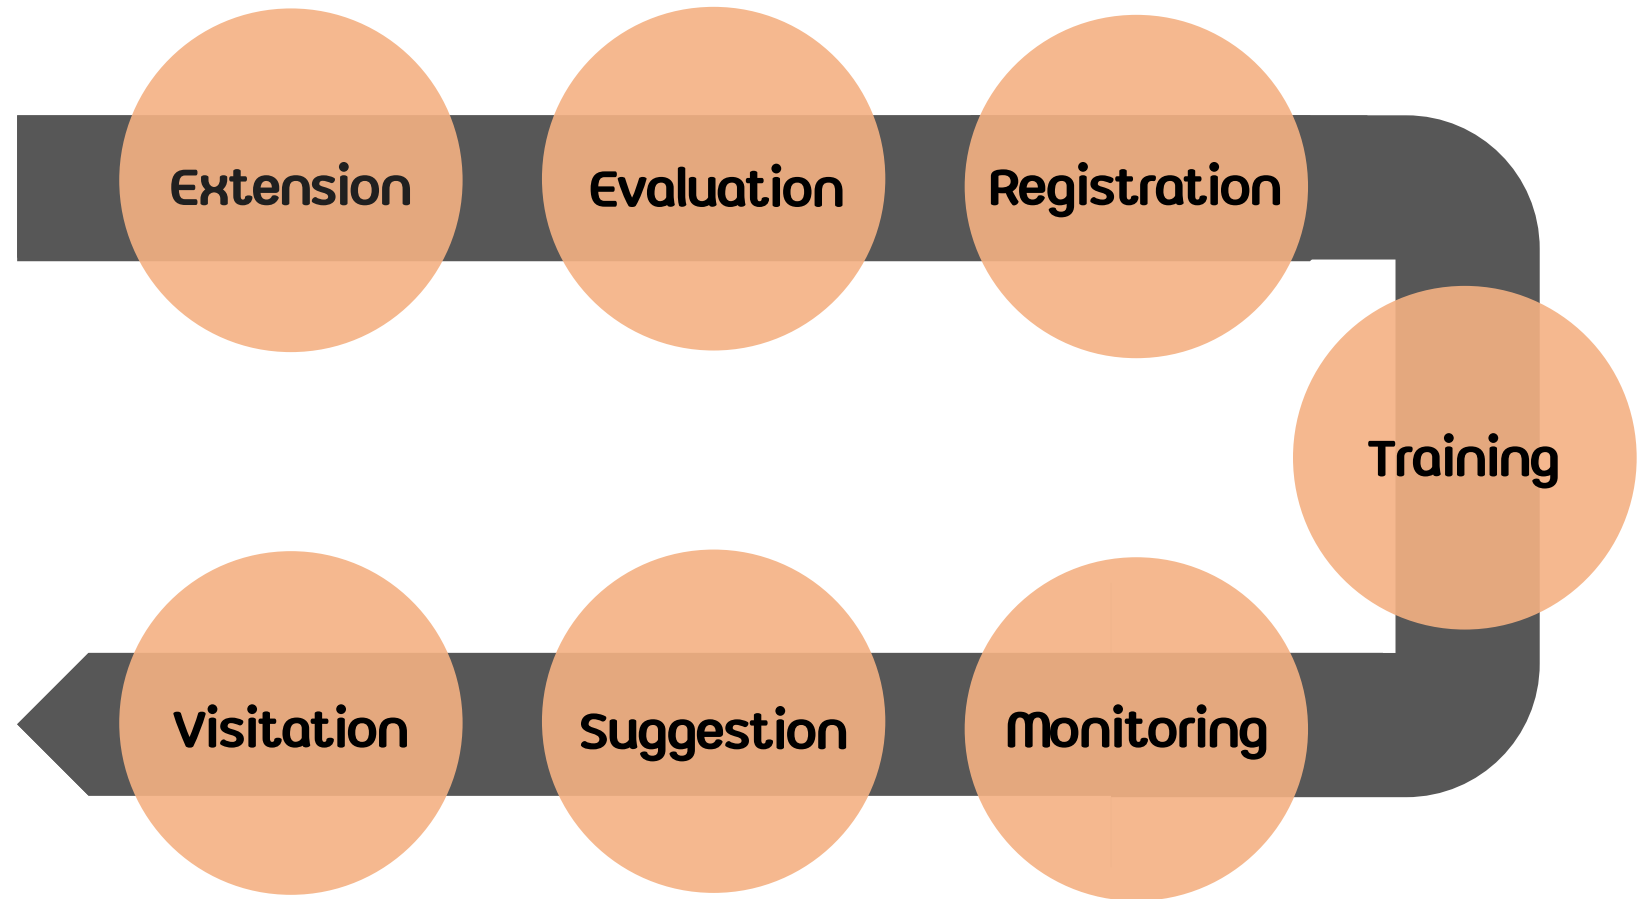 Extension
Evaluation
Registration
Training
Monitoring
Suggestion
Visitation